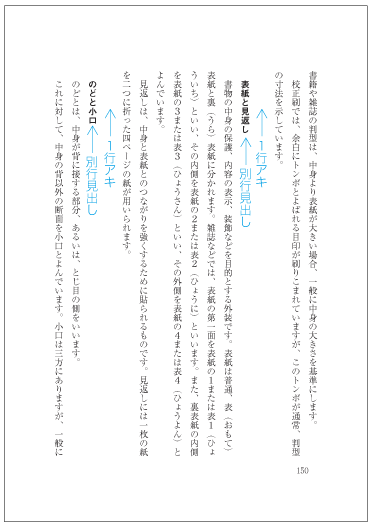 書籍や雑誌の判型は、中身より表紙が大きい場合、一般に中身の大きさを基準にします。
校正刷では、余白にトンボとよばれる目印が刷りこまれていますが、このトンボが通常、判型
の寸法を示しています。
1行アキ
表紙と見返し
別行見出し
書物の中身の保護、内容の表示、装飾などを目的とする外装です。表紙は普通、表（おもて）
表紙と裏（うら）表紙に分かれます。雑誌などでは、表紙の第一面を表紙の１または表１（ひょ
ういち）といい、その内側を表紙の２または表２（ひょうに）といいます。また、裏表紙の内側
を表紙の３または表３（ひょうさん）といい、その外側を表紙の４または表４（ひょうよん）と
よんでいます。
見返しは、中身と表紙とのつながりを強くするために貼られるものです。見返しには一枚の紙
を二つに折った四ページの紙が用いられます。
1行アキ
のどと小口
別行見出し
のどとは、中身が背に接する部分、あるいは、とじ目の側をいいます。
これに対して、中身の背以外の断面を小口とよんでいます。小口は三方にありますが、一般に
150